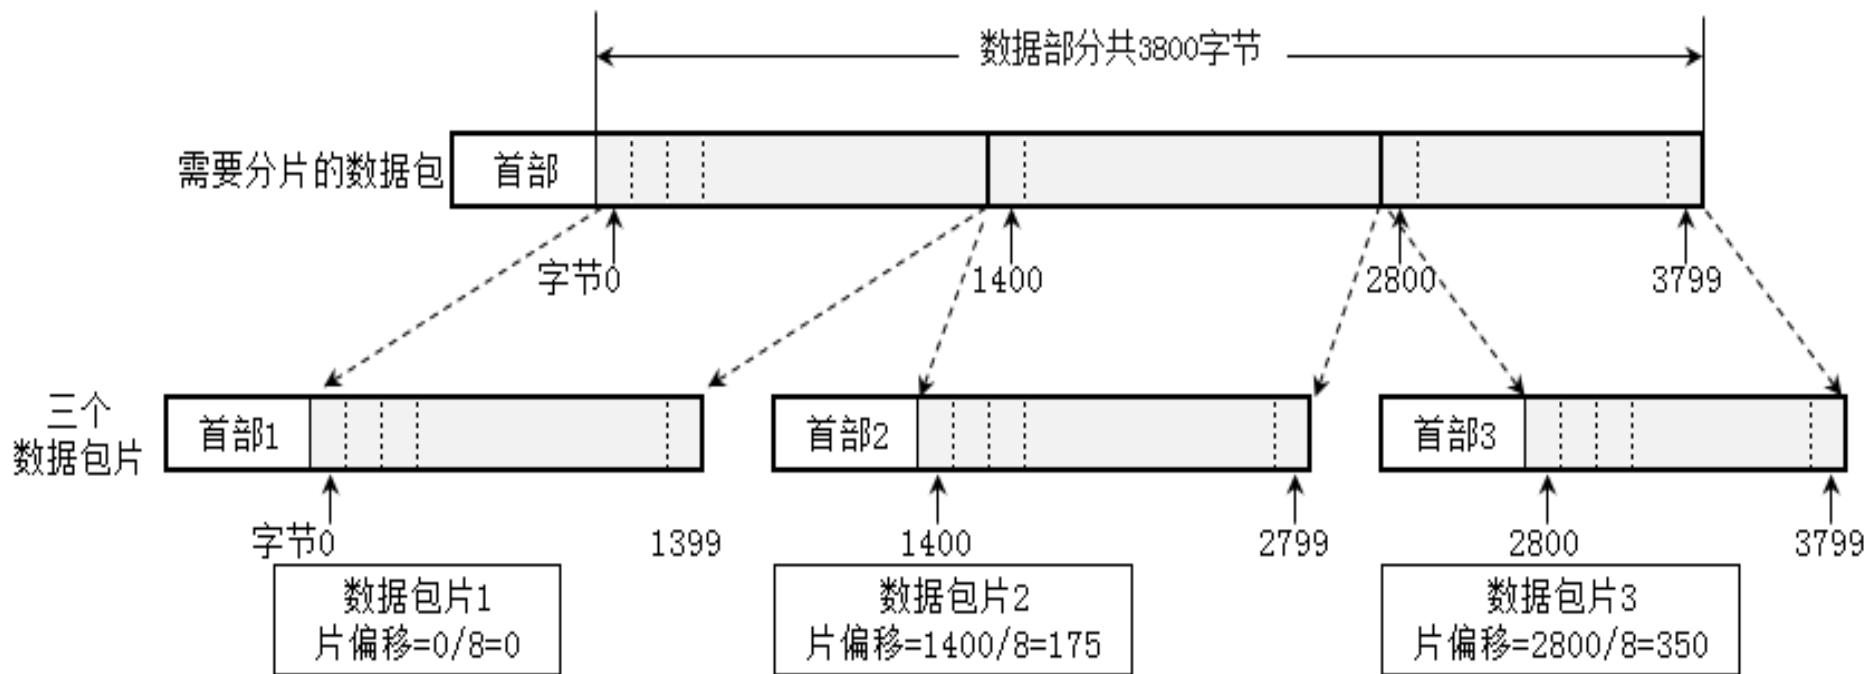 数据部分共3800字节
需要分片的数据包
首部
字节0
1400
2800
3799
三个
数据包片
首部1
首部2
首部3
字节0
1399
1400
2799
2800
3799
数据包片1
片偏移=0/8=0
数据包片2
片偏移=1400/8=175
数据包片3
片偏移=2800/8=350